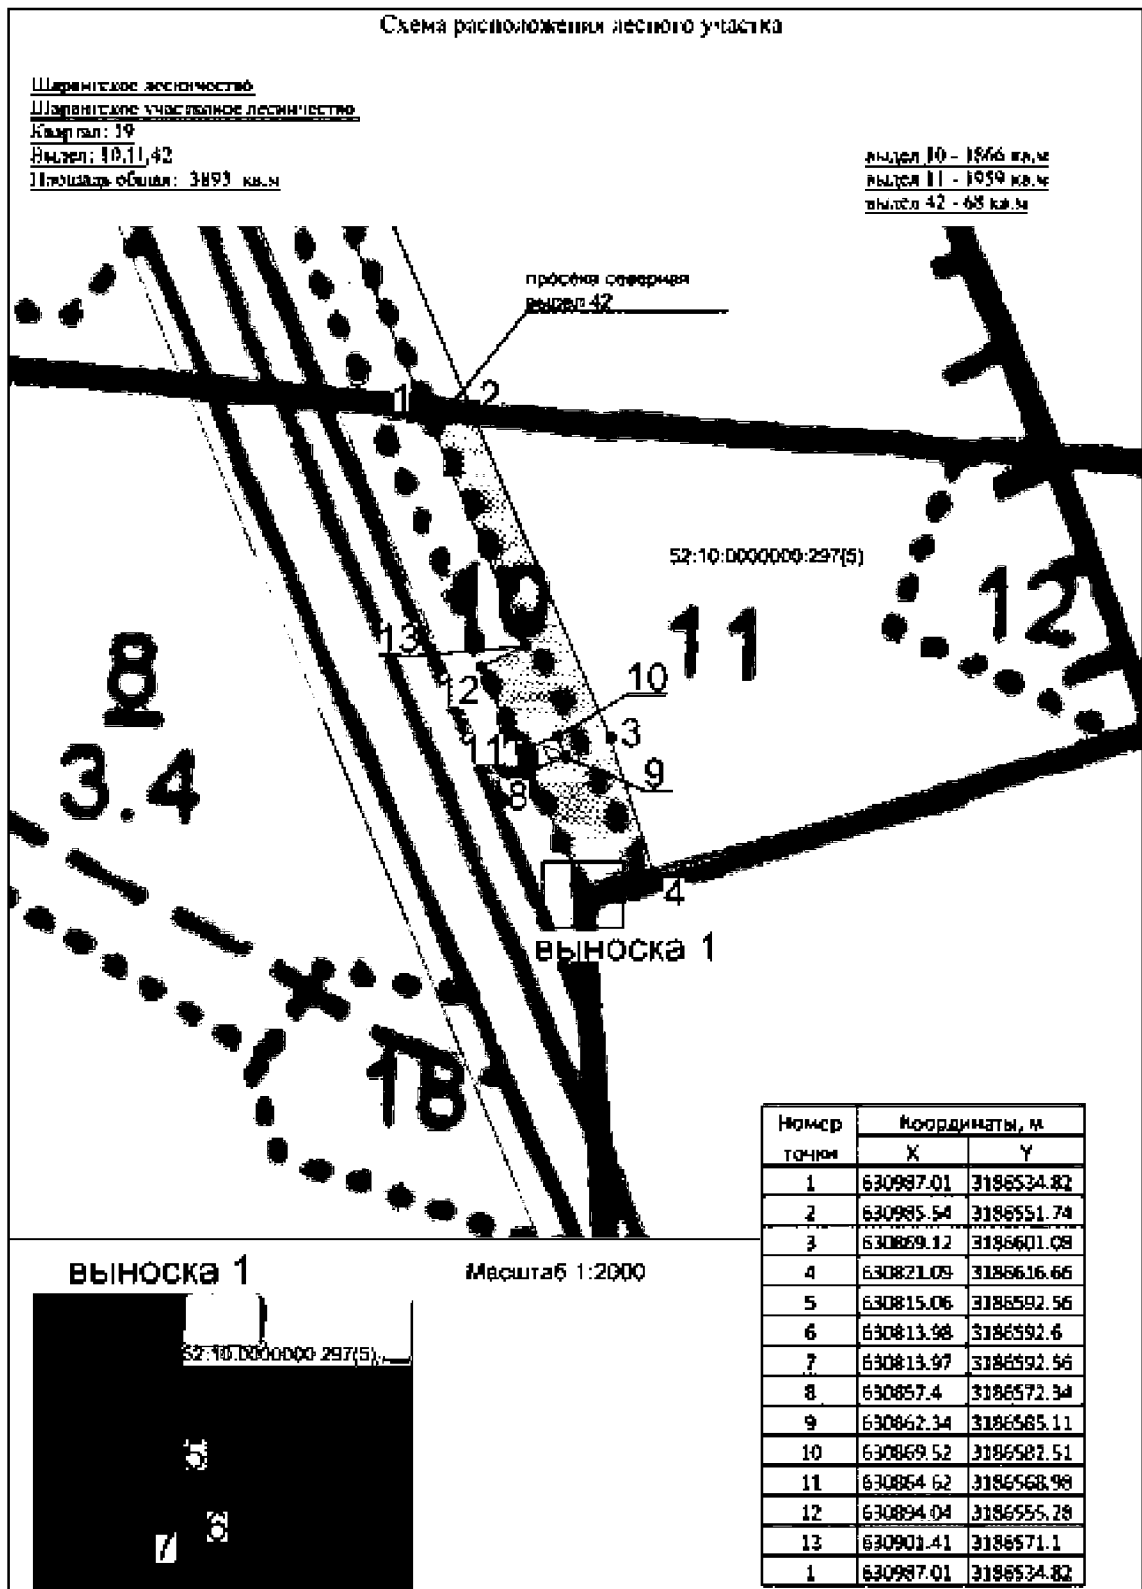 Схема расположения лесного участка
Шарангское лесничество
Шарангское участковое лесничество
Квартал: 19
Выдел: 10,11,42
Площадь общая: 3893 кв.м
выдел 10 - 1866 кв.м
выдел 11 - 1959 кв.м
выдел 42 - 68 кв.м
просека северная
выдел 42
1
2
52:10:0000000:297(5)
10
11
12
13
8
3.4
12
10
3
11
9
8
4
выноска 1
18
Номер точки Координаты, м
X Y
1 630987.01 3186534.82
2 630985.54 3186551.74
3 630869.12 3186601.08
4 630821.09 3186616.66
5 630815.06 3186592.56
6 630813.98 3186592.6
7 630813.97 3186592.56
8 630857.4 3186572.34
9 630862.34 3186585.11
10 630869.52 3186582.51
11 630864.62 3186568.98
12 630894.04 3186555.28
13 630901.41 3186571.1
1 630987.01 3186534.82
выноска 1
Масштаб 1:2000
52:10:0000000:297(5)
5
6
7